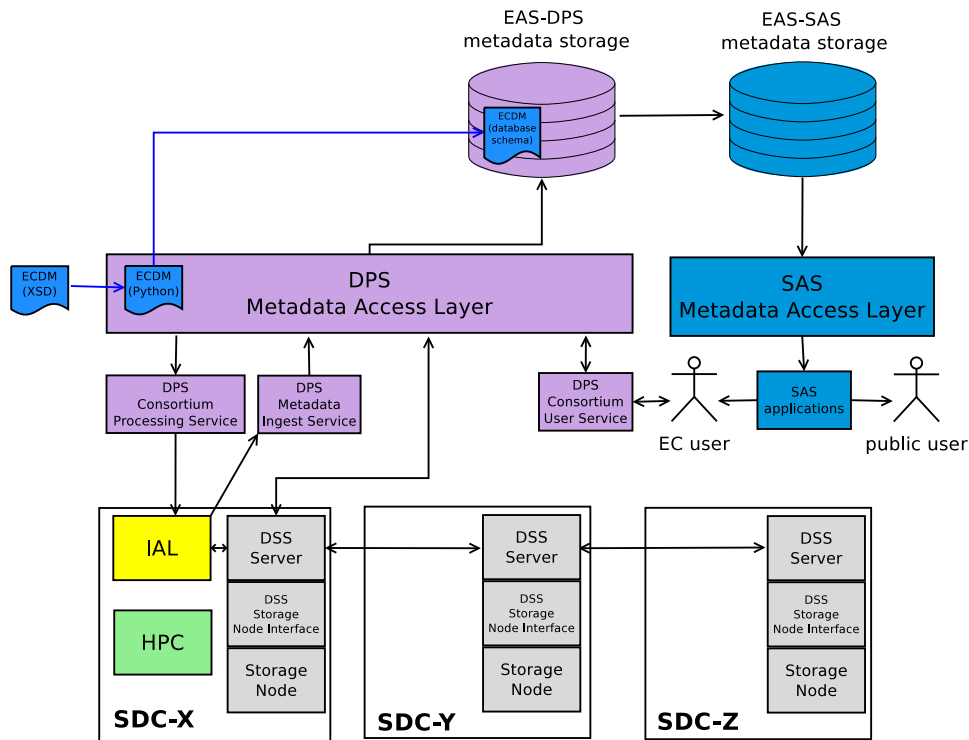 EAS-DPS
metadata storage
EAS-SAS
metadata storage
ECDM
(database
schema)
ECDM
(XSD)
ECDM
(Python)
DPS
Metadata Access Layer
SAS
Metadata Access Layer
DPS
Consortium
Processing Service
DPS
Metadata
Ingest Service
DPS
Consortium
User Service
EC user
SAS
applications
public user
IAL
HPC
DSS
Server
DSS
Storage
Node Interface
Storage
Node
SDC-X
DSS
Server
DSS
Storage
Node Interface
Storage
Node
SDC-Y
DSS
Server
DSS
Storage
Node Interface
Storage
Node
SDC-Z